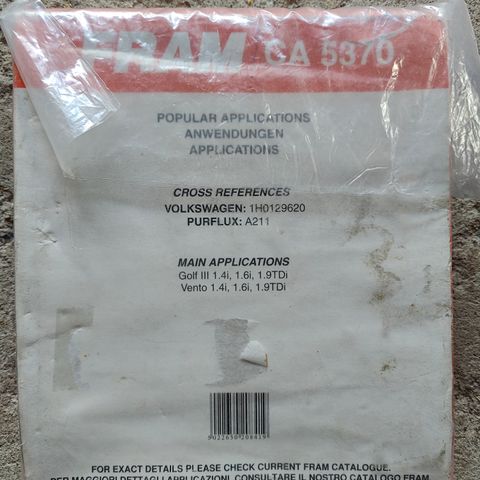 FRAM CA 5370
POPULAR APPLICATIONS
ANWENDUNGEN
APPLICATIONS
CROSS REFERENCES
VOLKSWAGEN: 1H0129620
PURFLUX: A211
MAIN APPLICATIONS
Golf III 1.4i, 1.6i, 1.9TDi
Vento 1.4i, 1.6i, 1.9TDi
5022650208419
FOR EXACT DETAILS PLEASE CHECK CURRENT FRAM CATALOGUE.
PER MAGGIORI DETTAGLI APPLICAZIONI, CONSULTARE IL NOSTRO CATALOGO FRAM